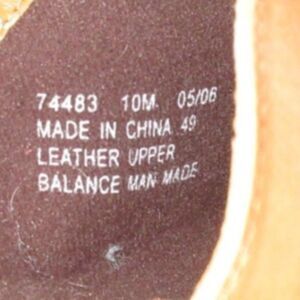 74483 10M. 05/06
MADE IN CHINA 49
LEATHER UPPER
BALANCE MAN MADE